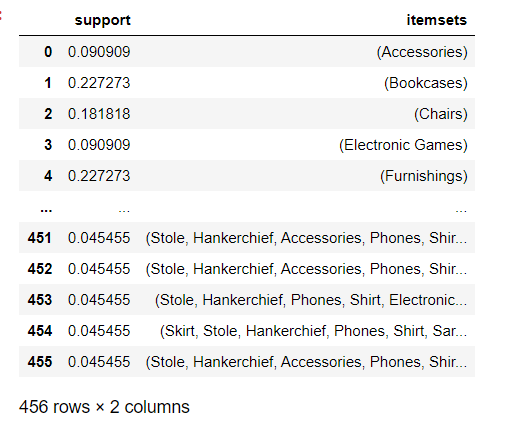 support itemsets
0 0.090909 (Accessories)
1 0.227273 (Bookcases)
2 0.181818 (Chairs)
3 0.090909 (Electronic Games)
4 0.227273 (Furnishings)
... ... ...
451 0.045455 (Stole, Hankerchief, Accessories, Phones, Shir...
452 0.045455 (Stole, Hankerchief, Accessories, Phones, Shir...
453 0.045455 (Stole, Hankerchief, Phones, Shirt, Electronic...
454 0.045455 (Skirt, Stole, Hankerchief, Phones, Shirt, Sar...
455 0.045455 (Stole, Hankerchief, Accessories, Phones, Shir...
456 rows × 2 columns